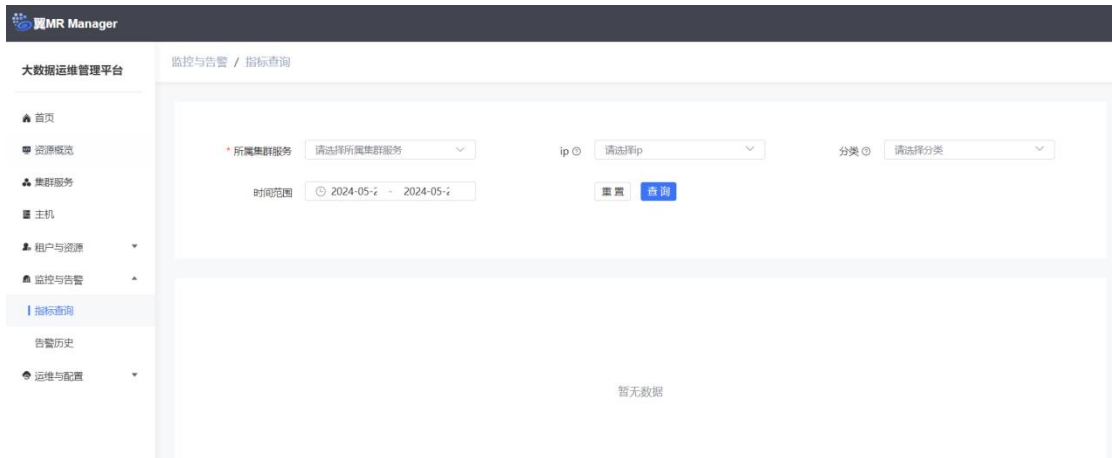 翼MR Manager
大数据运维管理平台
监控与告警 / 指标查询
首页
资源概览
集群服务
主机
租户与资源
监控与告警
指标查询
告警历史
运维与配置
* 所属集群服务 请选择所属集群服务 ip 请选择ip 分类 请选择分类
时间范围 2024-05-2 - 2024-05-2 重置 查询
暂无数据